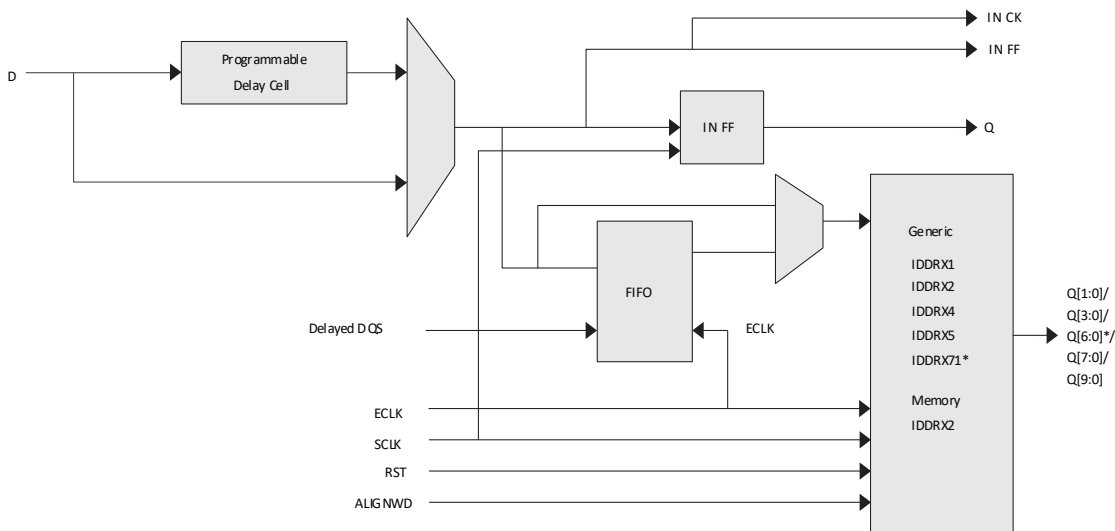 IN CK
IN FF
D
Programmable
Delay Cell
IN FF
Q
Generic
IDDRX1
IDDRX2
IDDRX4
IDDRX5
IDDRX71*
Memory
IDDRX2
FIFO
Delayed DQS
ECLK
Q[1:0]/
Q[3:0]/
Q[6:0]*/
Q[7:0]/
Q[9:0]
ECLK
SCLK
RST
ALIGNWD